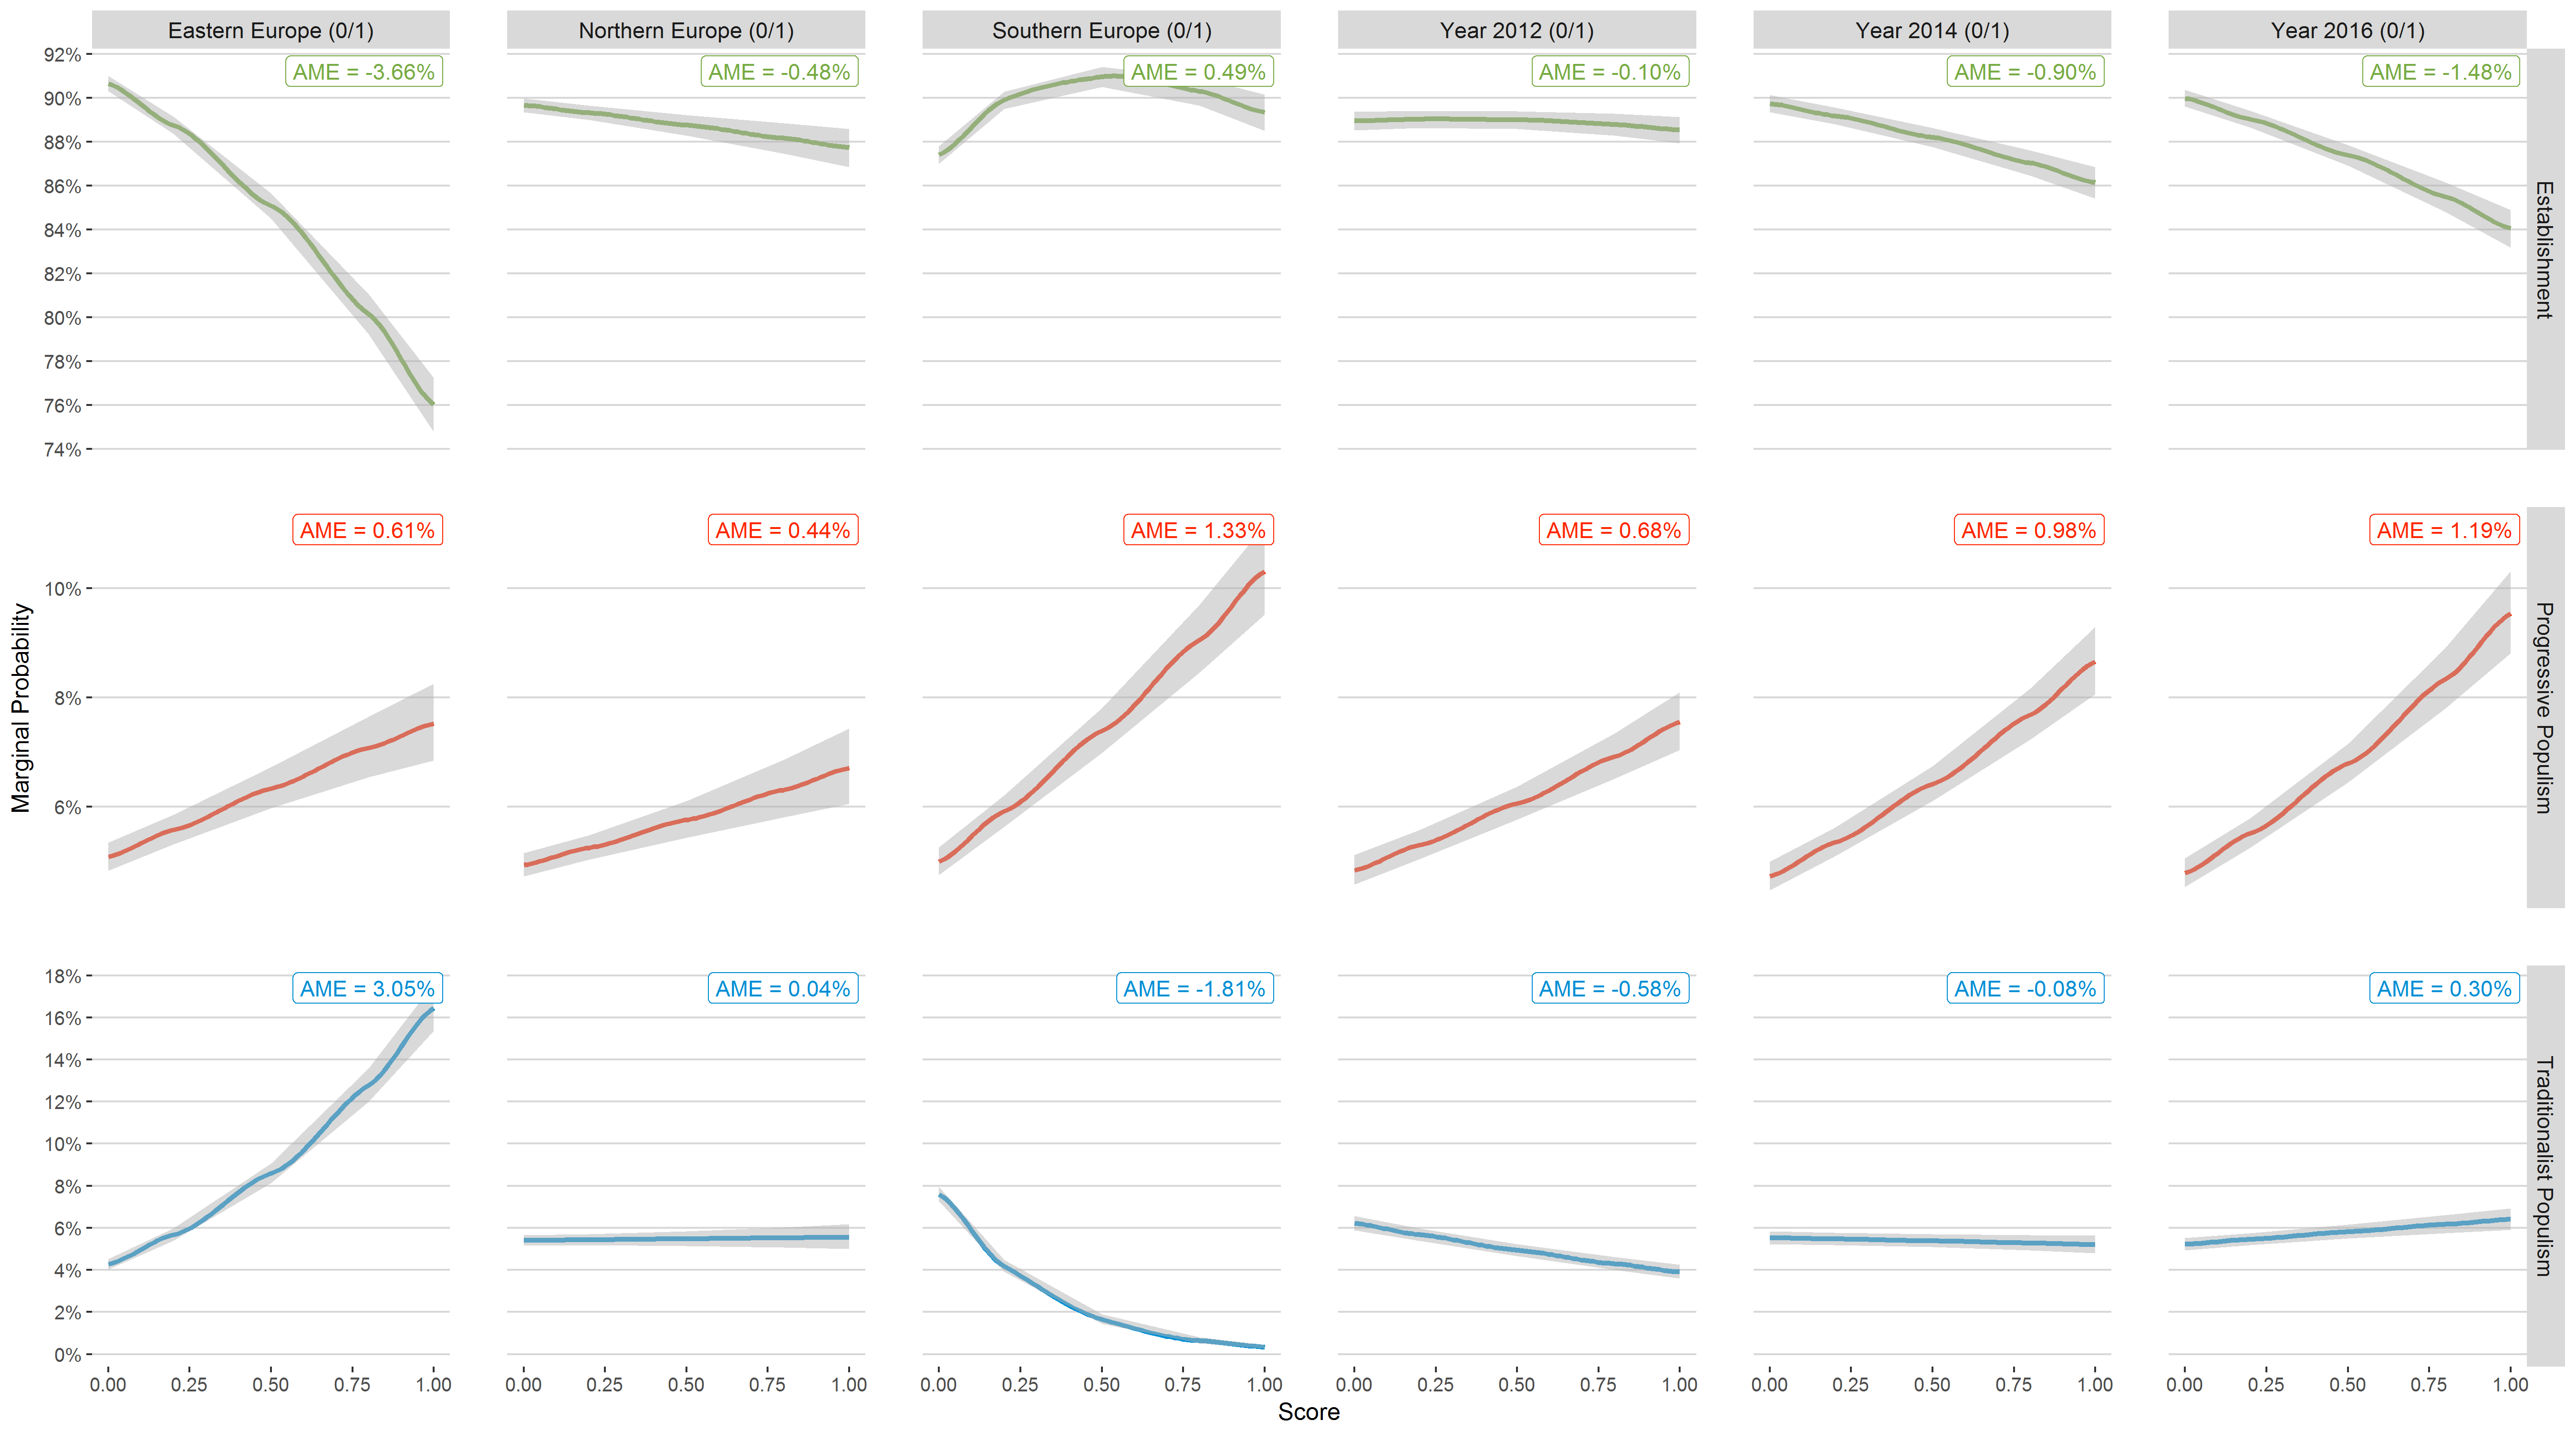 Eastern Europe (0/1)
Northern Europe (0/1)
Southern Europe (0/1)
Year 2012 (0/1)
Year 2014 (0/1)
Year 2016 (0/1)
92%
90%
88%
86%
84%
82%
80%
78%
76%
74%
AME = -3.66%
AME = -0.48%
AME = 0.49%
AME = -0.10%
AME = -0.90%
AME = -1.48%
Establishment
Marginal Probability
10%
8%
6%
AME = 0.61%
AME = 0.44%
AME = 1.33%
AME = 0.68%
AME = 0.98%
AME = 1.19%
Progressive Populism
18%
16%
14%
12%
10%
8%
6%
4%
2%
0%
AME = 3.05%
AME = 0.04%
AME = -1.81%
AME = -0.58%
AME = -0.08%
AME = 0.30%
Traditionalist Populism
0.00 0.25 0.50 0.75 1.00
0.00 0.25 0.50 0.75 1.00
0.00 0.25 0.50 0.75 1.00
0.00 0.25 0.50 0.75 1.00
0.00 0.25 0.50 0.75 1.00
0.00 0.25 0.50 0.75 1.00
Score